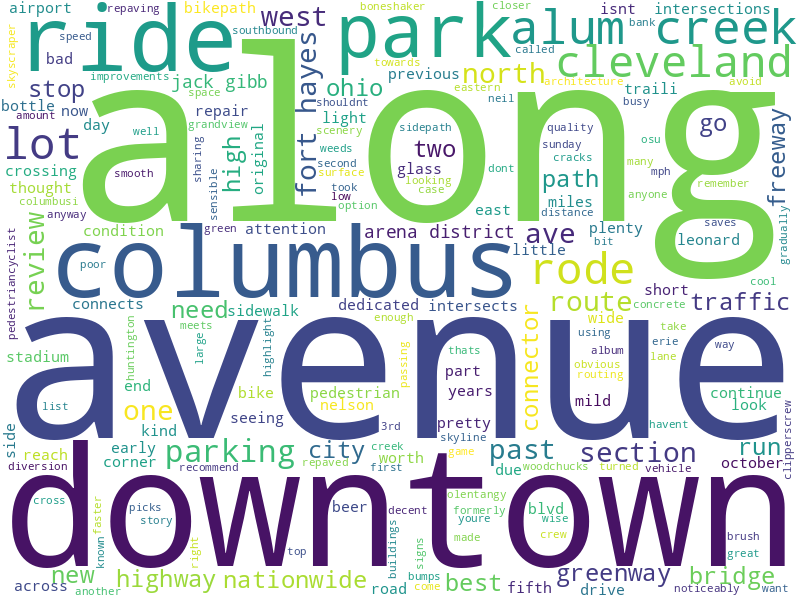 airport
repaving
bikepath
west
boneshaker
closer
isnt
intersections
skyscraper
ride
speed
southbound
park
alum creek
bank
called
bad
improvements
towards
cleveland
stop
jack gibb
space
fort hayes
ohio
previous
north
eastern
architecture
avoid
bottle
now
amount
repair
grandview
shouldnt
light
neil
traili
busy
along
day
well
high
original
scenery
weeds
sidepath
two
quality
sunday
osu
go
freeway
lot
crossing
thought
columbusi
anyway
smooth
sharing
sensible
second
surface
took
low
option
glass
looking
case
dont
path
miles
distance
cracks
many
mph
anyone
remember
east
review
condition
green
attention
arena district
ave
plenty
bit
saves
leonard
gradually
pedestriancyclist
poor
columbus
little
rode
cool
connects
need
sidewalk
dedicated
intersects
route
short
concrete
traffic
huntington
meets
large
highlight
enough
connector
wide
using
erie
take
lane
way
stadium
avenue
passing
thats
album
obvious
routing
end
bike
pedestrian
part
years
mild
continue
look
list
one
seeing
nelson
pretty
havent
clipperscrew
side
kind
3rd
skyline
game
early
corner
parking
city
creek
worth
past
section
run
reach
diversion
recommend
repaved
first
due
woodchucks
turned
vehicle
october
downtown
cross
picks
story
beer
decent
olentangy
formerly
youre
blvd
wise
crew
made
brush
great
known
faster
right
top
buildings
signs
new
highway
nationwide
bumps
come
best
greenway
bridge
across
another
road
fifth
drive
noticeably
want